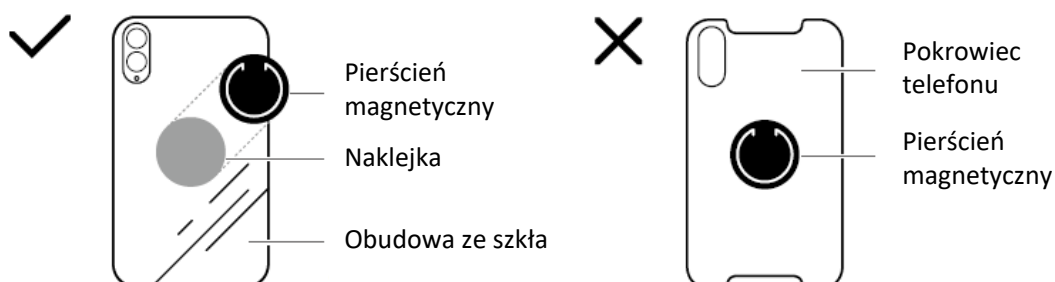 Pierścień
magnetyczny
Naklejka
Obudowa ze szkła
Pokrowiec
telefonu
Pierścień
magnetyczny